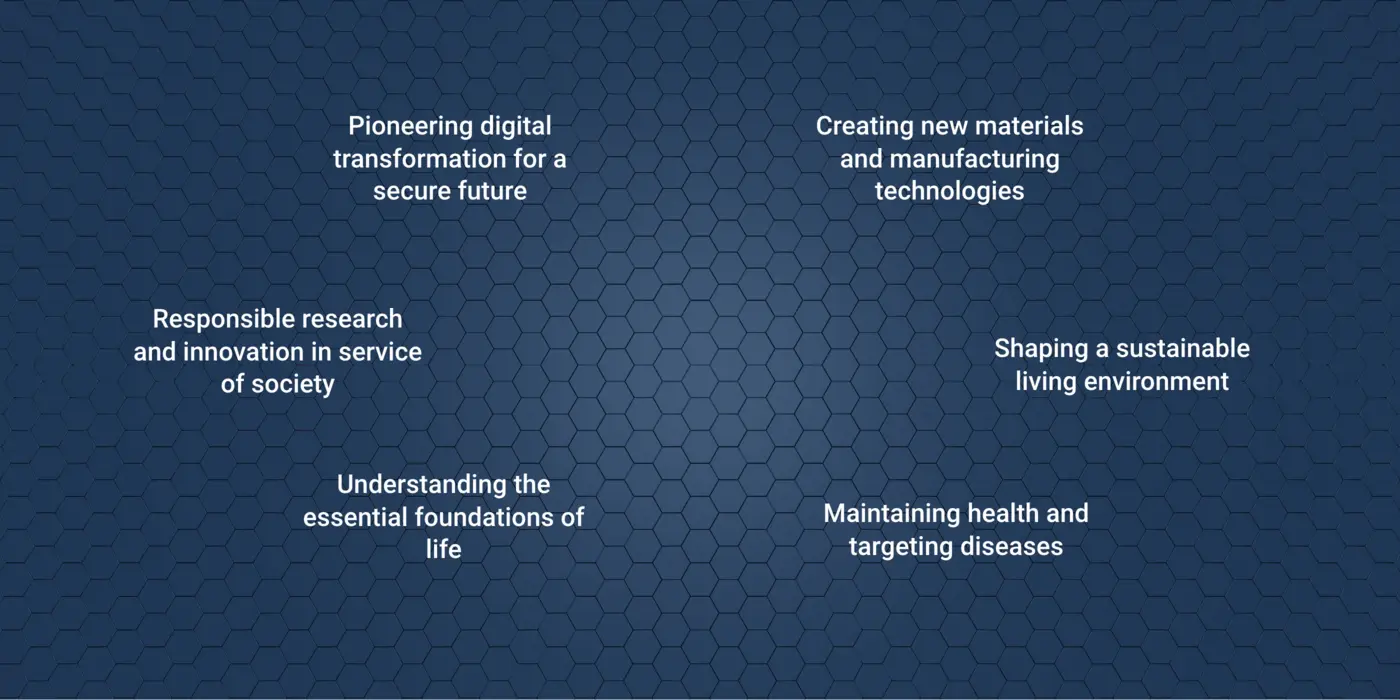 Pioneering digital
transformation for a
secure future
Creating new materials
and manufacturing
technologies
Responsible research
and innovation in service
of society
Shaping a sustainable
living environment
Understanding the
essential foundations of
life
Maintaining health and
targeting diseases